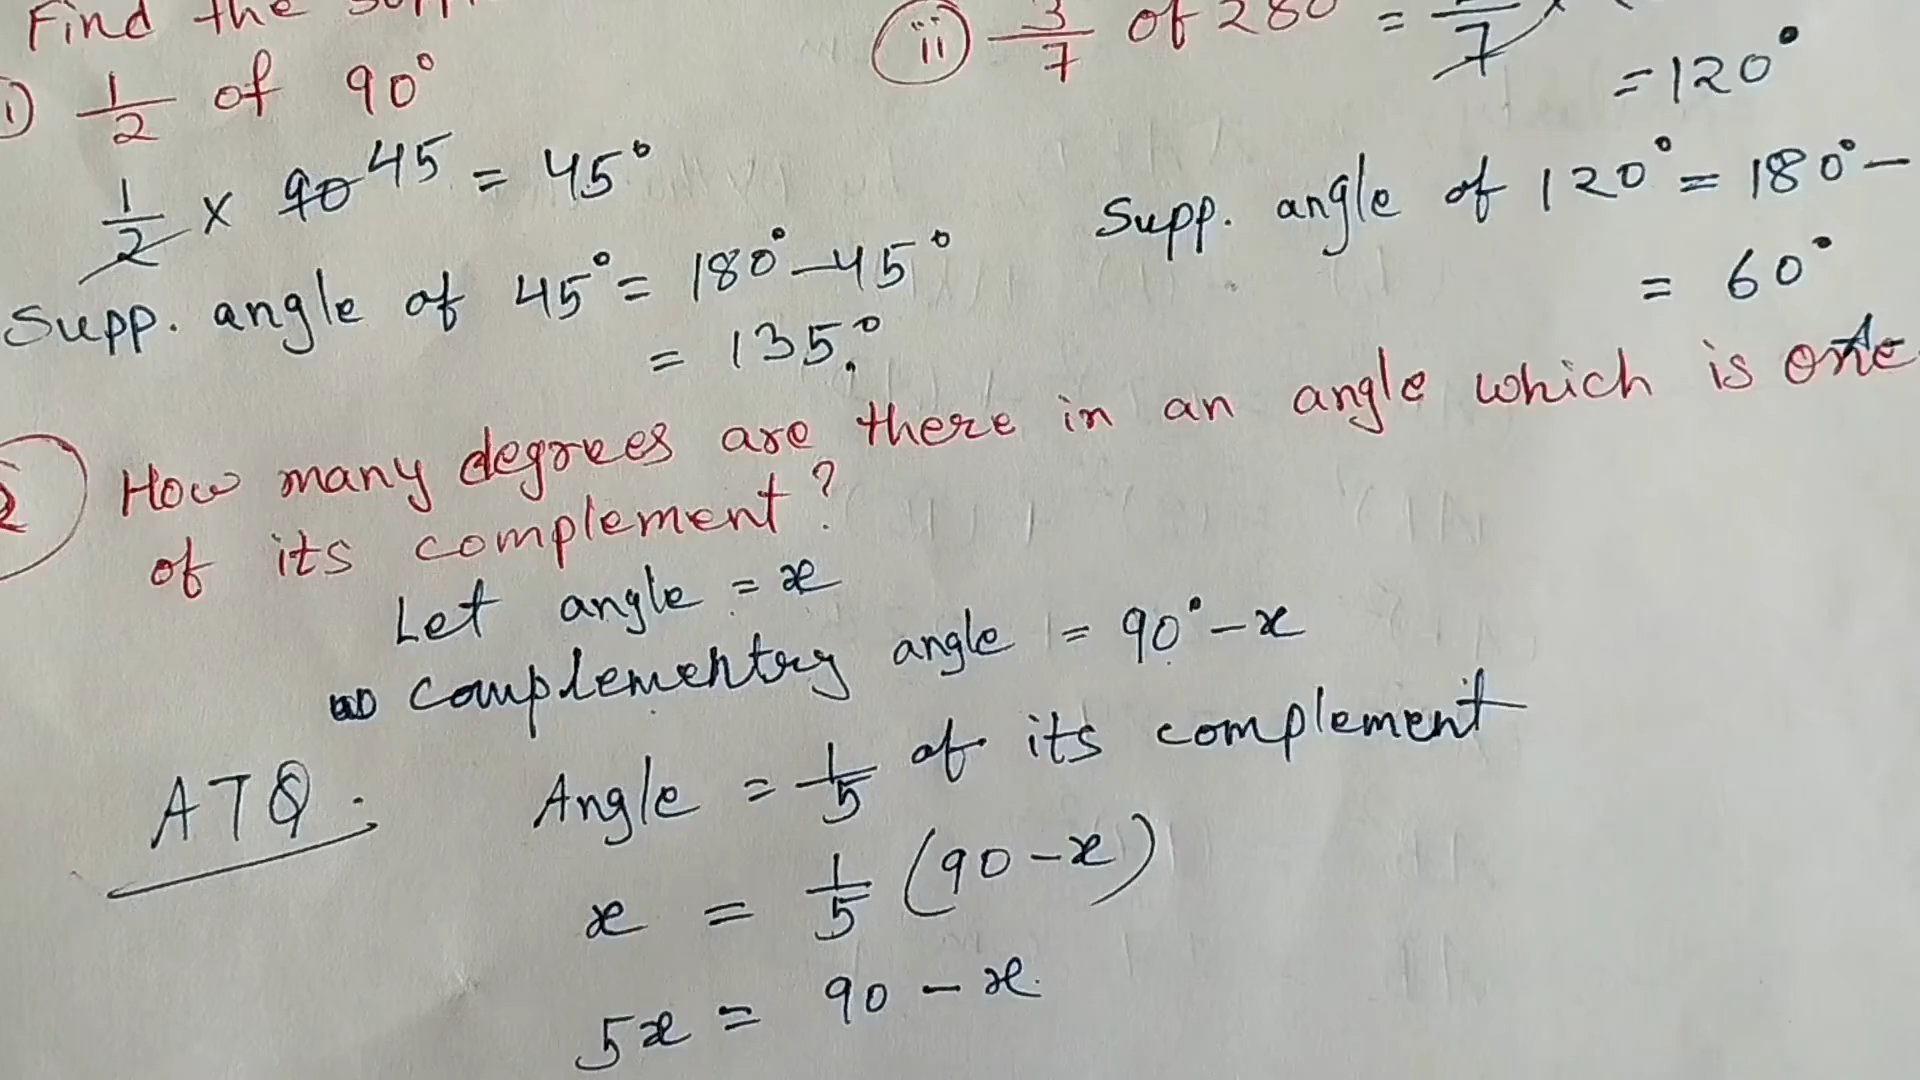 Find the
i) 1/2 of 90°
1/2 x 90 45 = 45°
Supp. angle of 45° = 180° - 45°
= 135°
ii) 3/7 of 280 =
= 120°
Supp. angle of 120° = 180° -
= 60°
2 How many degrees are there in an angle which is one
of its complement?
Let angle = x
complementry angle = 90° - x
ATQ. Angle = 1/5 of its complement
x = 1/5 (90 - x)
5x = 90 - x